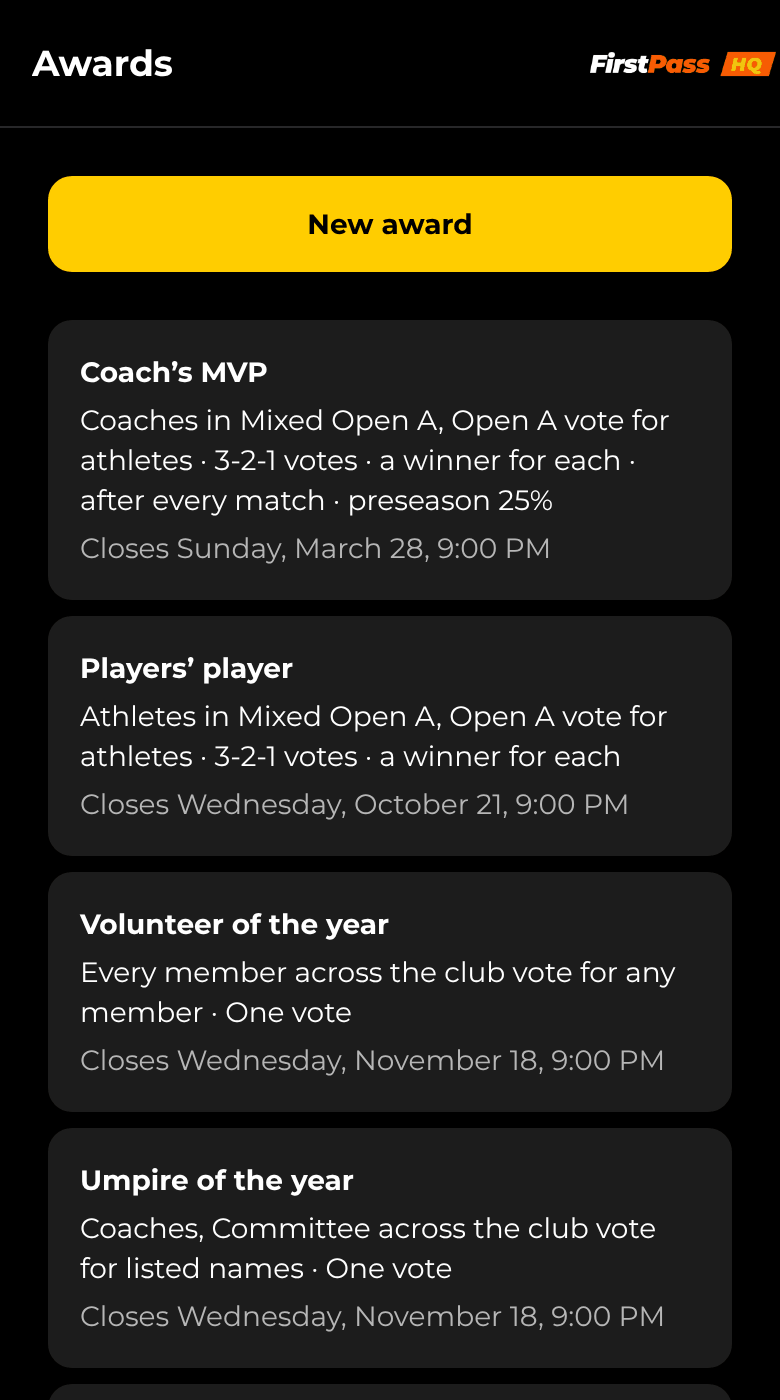 Awards
FirstPass HQ
New award
Coach’s MVP
Coaches in Mixed Open A, Open A vote for
athletes · 3-2-1 votes · a winner for each ·
after every match · preseason 25%
Closes Sunday, March 28, 9:00 PM
Players’ player
Athletes in Mixed Open A, Open A vote for
athletes · 3-2-1 votes · a winner for each
Closes Wednesday, October 21, 9:00 PM
Volunteer of the year
Every member across the club vote for any
member · One vote
Closes Wednesday, November 18, 9:00 PM
Umpire of the year
Coaches, Committee across the club vote
for listed names · One vote
Closes Wednesday, November 18, 9:00 PM